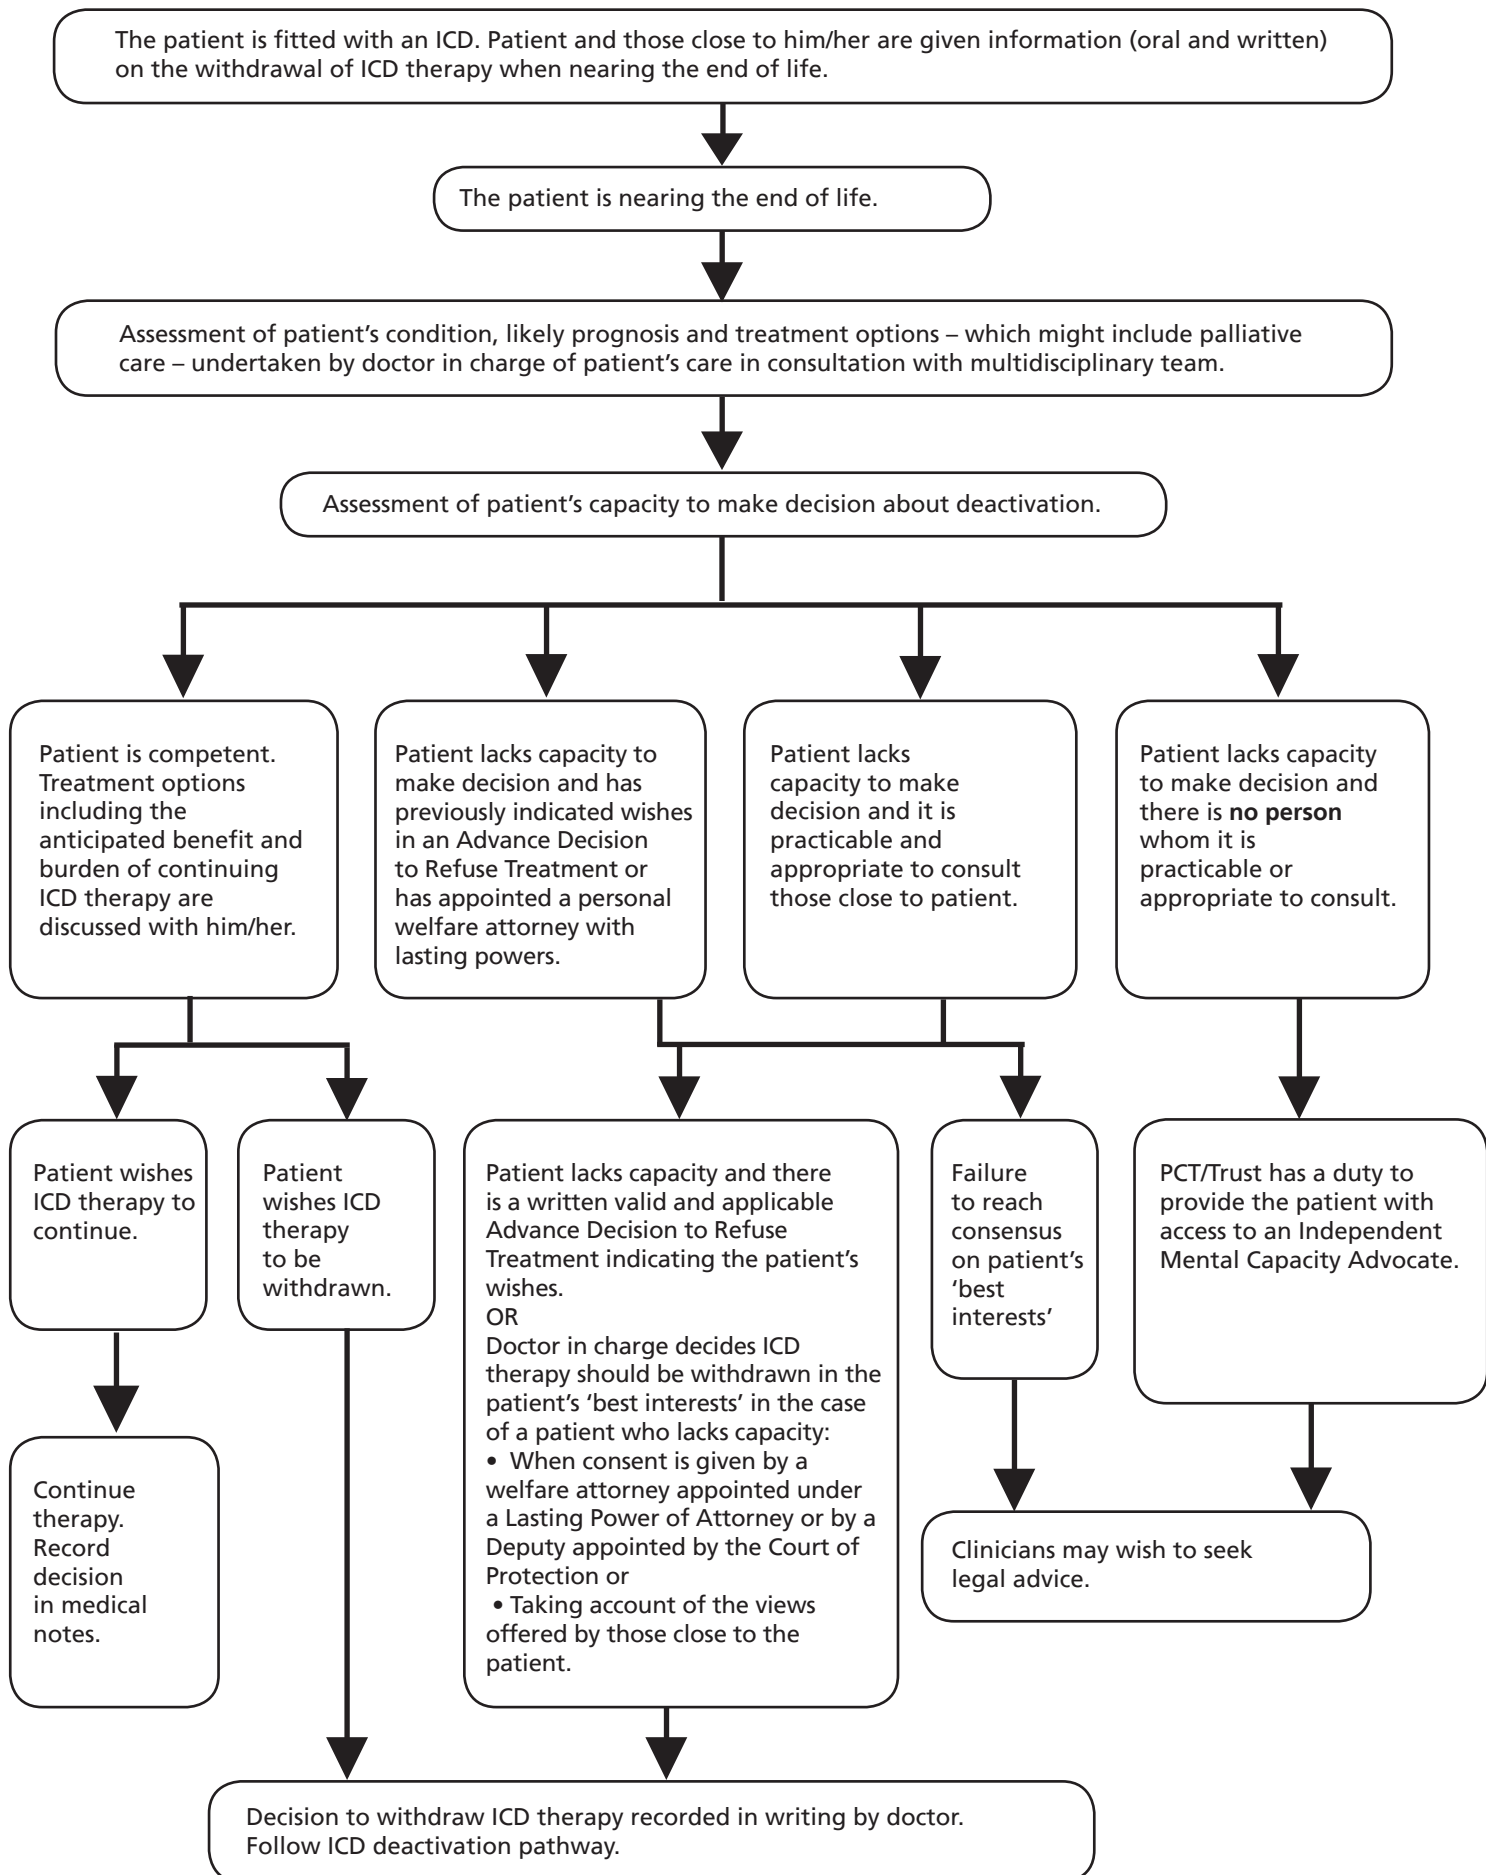 The patient is fitted with an ICD. Patient and those close to him/her are given information (oral and written)
on the withdrawal of ICD therapy when nearing the end of life.
The patient is nearing the end of life.
Assessment of patient’s condition, likely prognosis and treatment options – which might include palliative
care – undertaken by doctor in charge of patient’s care in consultation with multidisciplinary team.
Assessment of patient’s capacity to make decision about deactivation.
Patient is competent.
Treatment options
including the
anticipated benefit and
burden of continuing
ICD therapy are
discussed with him/her.
Patient lacks capacity to
make decision and has
previously indicated wishes
in an Advance Decision
to Refuse Treatment or
has appointed a personal
welfare attorney with
lasting powers.
Patient lacks
capacity to make
decision and it is
practicable and
appropriate to consult
those close to patient.
Patient lacks capacity
to make decision and
there is no person
whom it is
practicable or
appropriate to consult.
Patient wishes
ICD therapy to
continue.
Patient
wishes ICD
therapy
to be
withdrawn.
Patient lacks capacity and there
is a written valid and applicable
Advance Decision to Refuse
Treatment indicating the patient’s
wishes.
OR
Doctor in charge decides ICD
therapy should be withdrawn in the
patient’s ‘best interests’ in the case
of a patient who lacks capacity:
• When consent is given by a
welfare attorney appointed under
a Lasting Power of Attorney or by a
Deputy appointed by the Court of
Protection or
• Taking account of the views
offered by those close to the
patient.
Failure
to reach
consensus
on patient’s
‘best
interests’
PCT/Trust has a duty to
provide the patient with
access to an Independent
Mental Capacity Advocate.
Continue
therapy.
Record
decision
in medical
notes.
Clinicians may wish to seek
legal advice.
Decision to withdraw ICD therapy recorded in writing by doctor.
Follow ICD deactivation pathway.